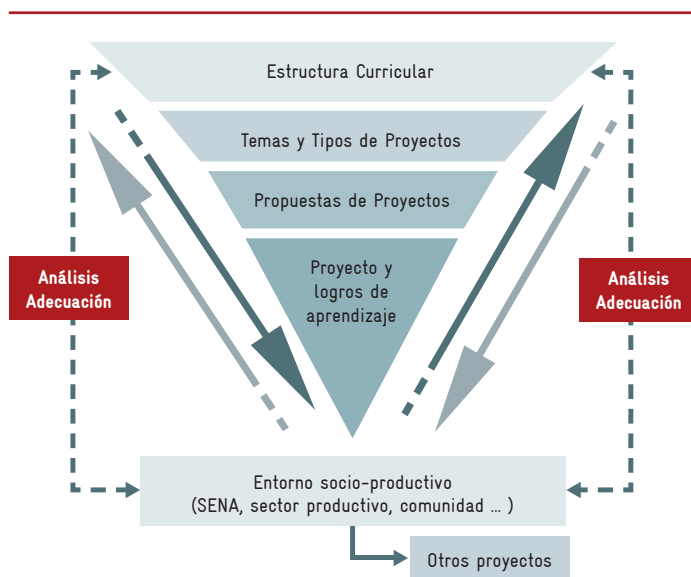 Estructura Curricular
Temas y Tipos de Proyectos
Propuestas de Proyectos
Proyecto y
logros de
aprendizaje
Análisis
Adecuación
Análisis
Adecuación
Entorno socio-productivo
(SENA, sector productivo, comunidad ... )
Otros proyectos